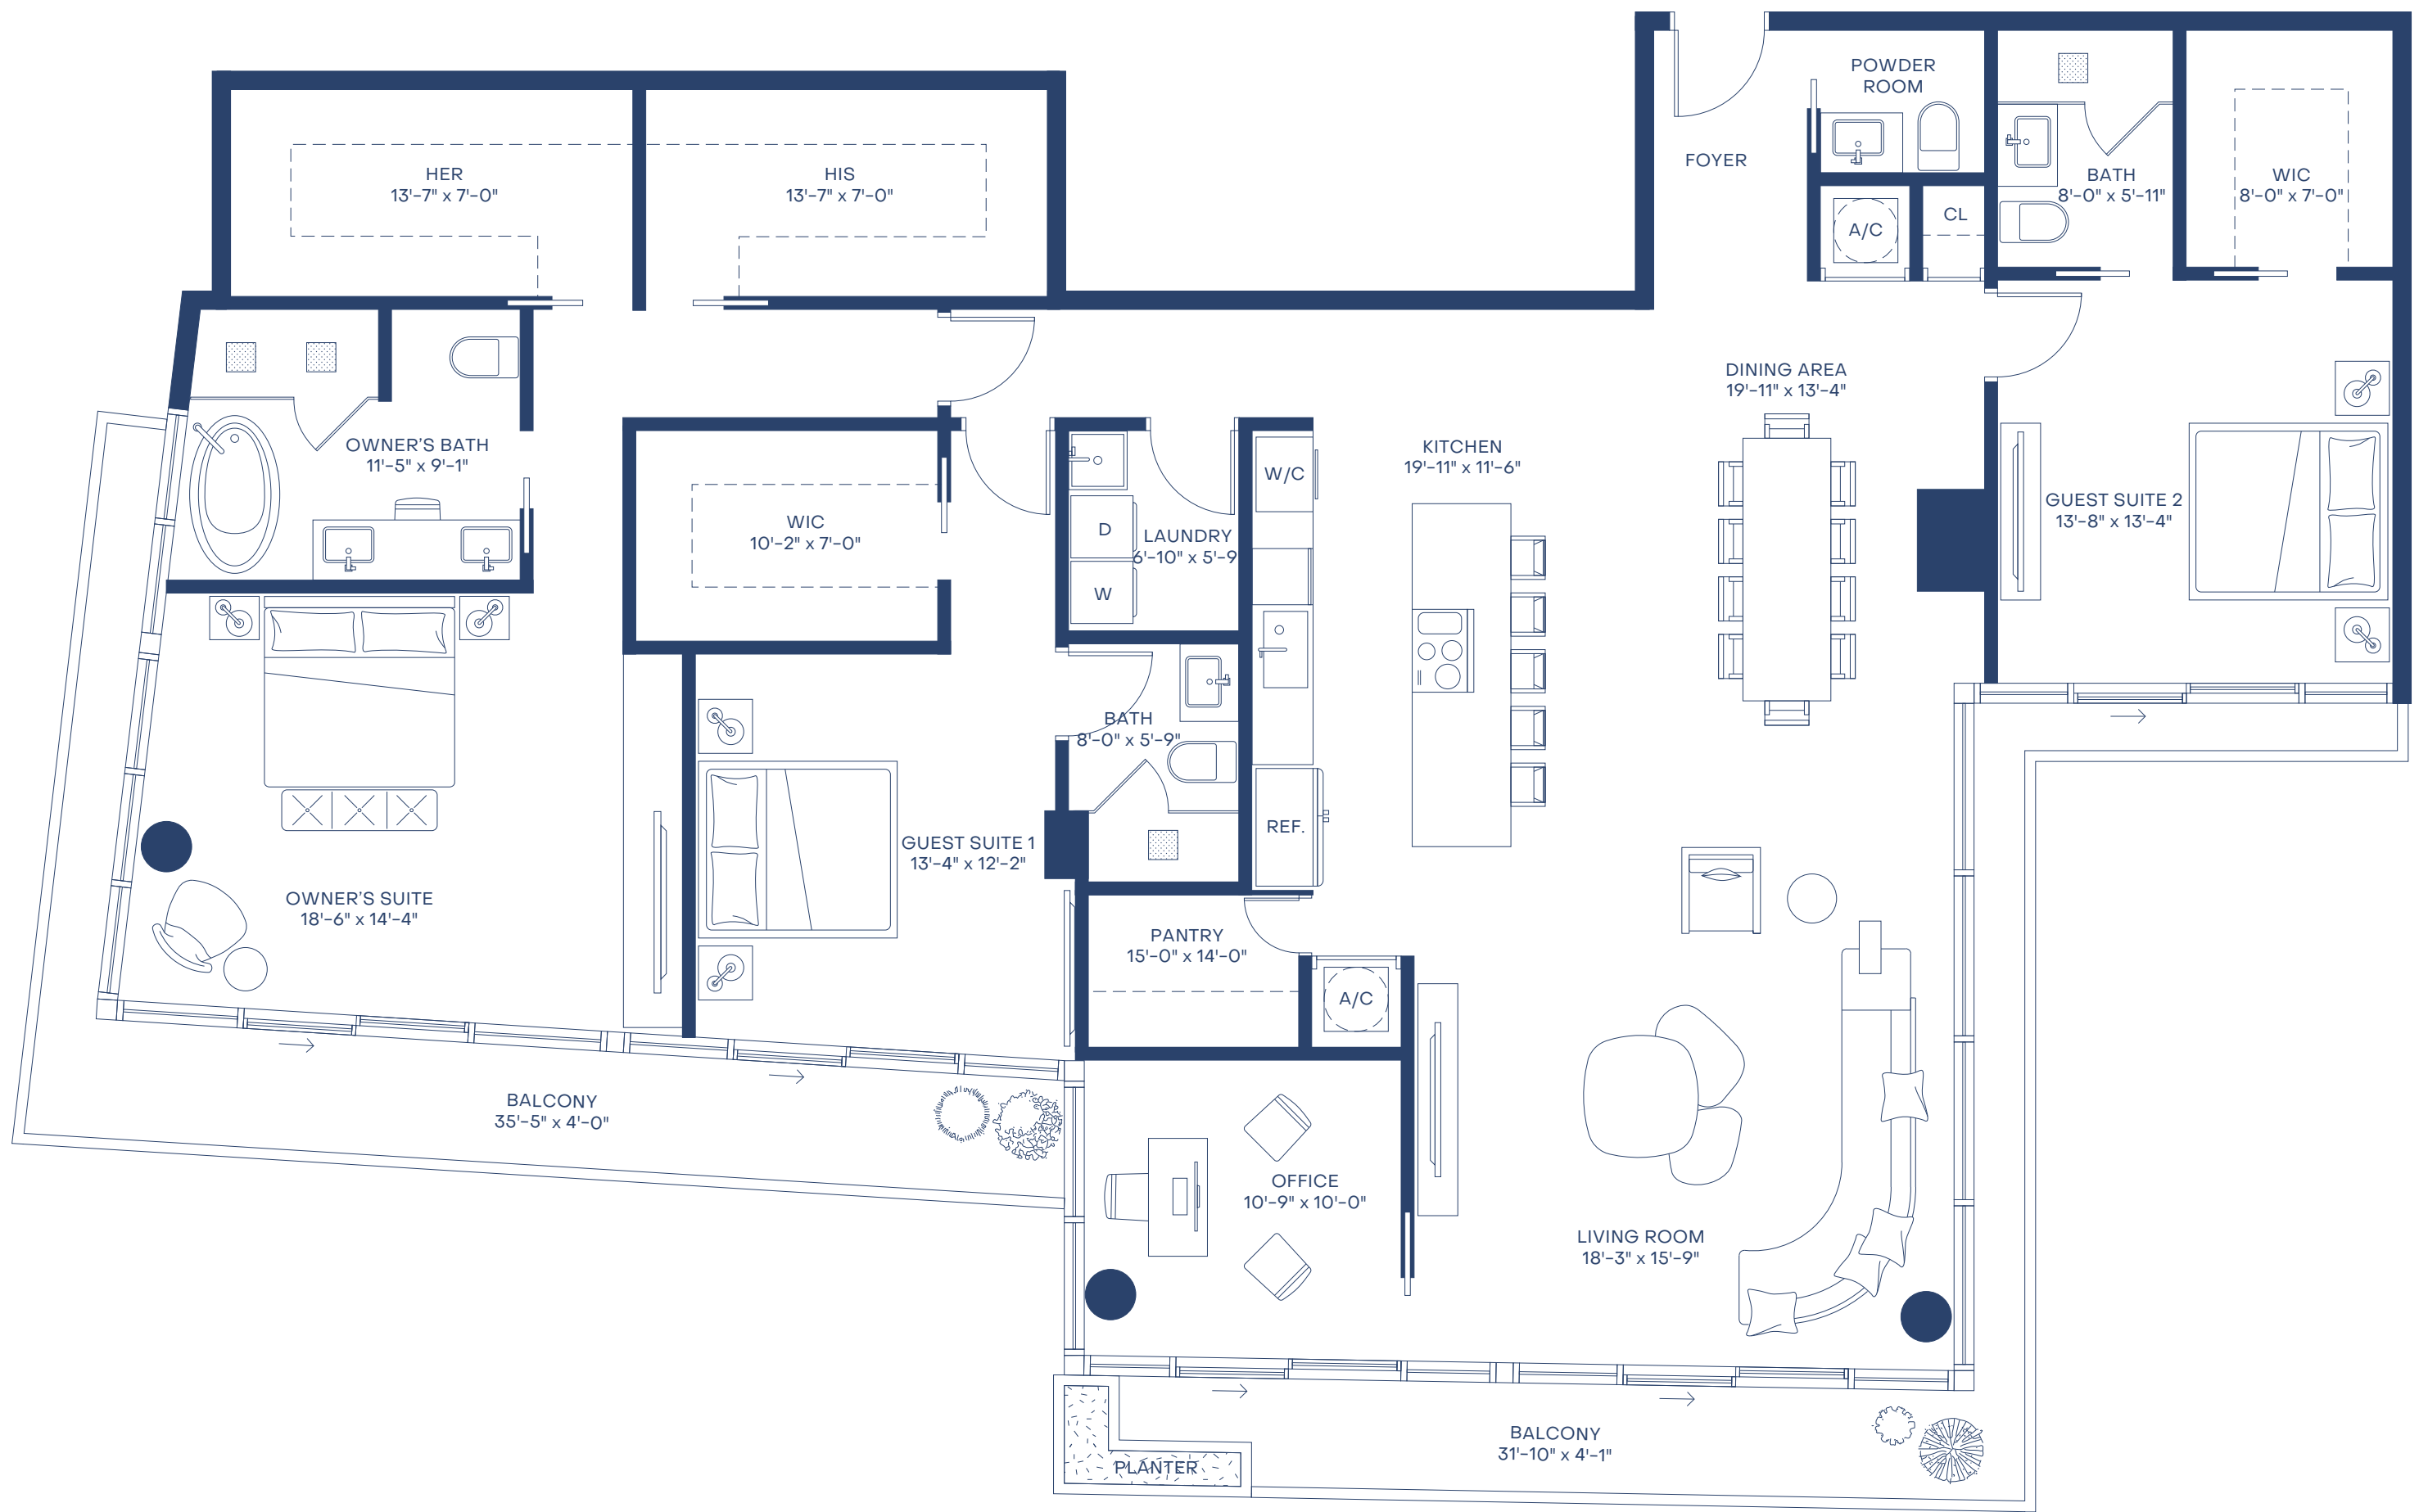 POWDER
ROOM
FOYER
HER
13'-7" x 7'-0"
HIS
13'-7" x 7'-0"
BATH
8'-0" x 5'-11"
WIC
8'-0" x 7'-0"
A/C
CL
DINING AREA
19'-11" x 13'-4"
OWNER'S BATH
11'-5" x 9'-1"
KITCHEN
19'-11" x 11'-6"
W/C
WIC
10'-2" x 7'-0"
D
LAUNDRY
6'-10" x 5'-9
W
GUEST SUITE 2
13'-8" x 13'-4"
BATH
8'-0" x 5'-9"
REF.
GUEST SUITE 1
13'-4" x 12'-2"
OWNER'S SUITE
18'-6" x 14'-4"
PANTRY
15'-0" x 14'-0"
A/C
BALCONY
35'-5" x 4'-0"
OFFICE
10'-9" x 10'-0"
LIVING ROOM
18'-3" x 15'-9"
BALCONY
31'-10" x 4'-1"
PLANTER